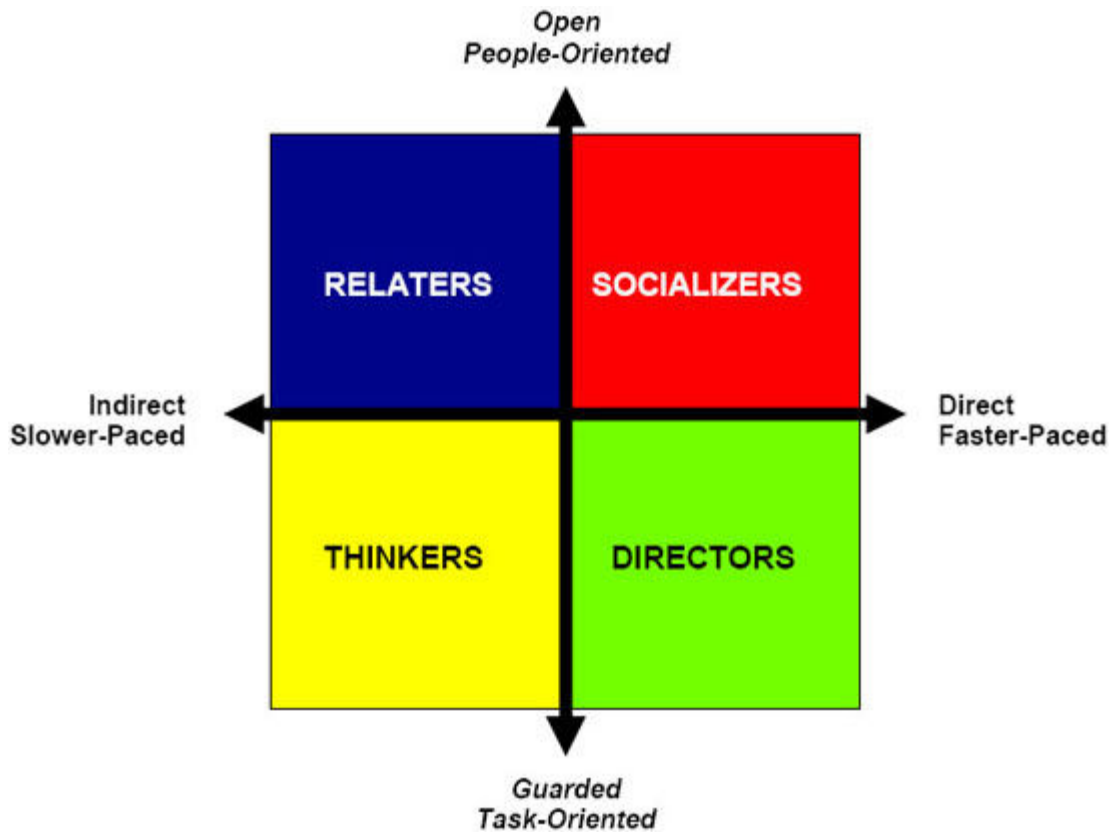 Open
People-Oriented
RELATERS
SOCIALIZERS
Indirect
Slower-Paced
Direct
Faster-Paced
THINKERS
DIRECTORS
Guarded
Task-Oriented